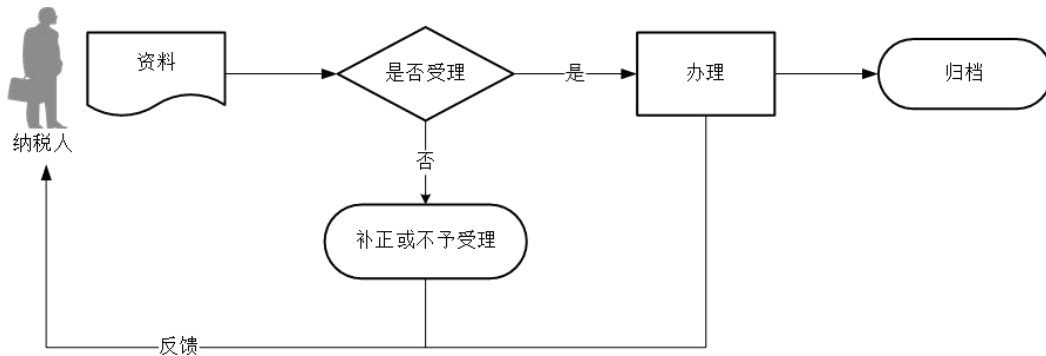 资料
是否受理
是
办理
归档
纳税人
否
补正或不予受理
反馈